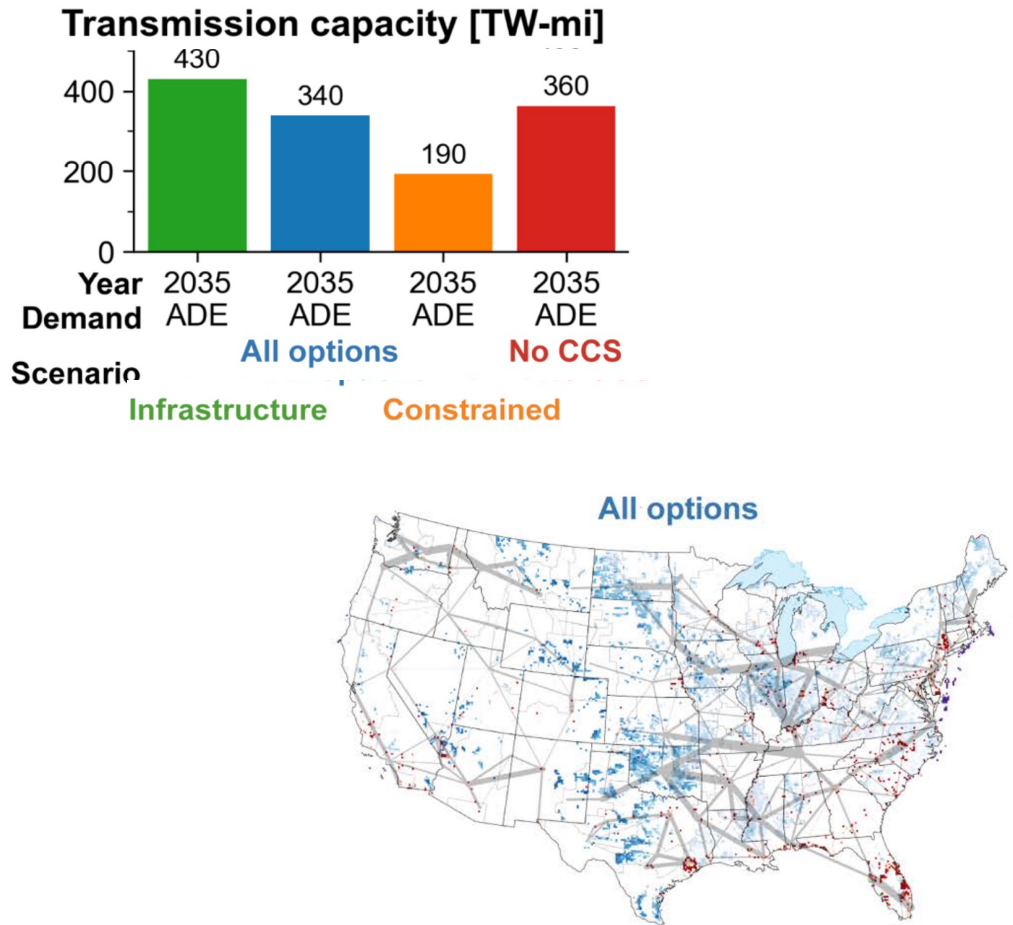 Transmission capacity [TW-mi]
430
400
340
360
190
200
0
Year 2035 2035 2035 2035
Demand ADE ADE ADE ADE
All options No CCS
Scenario
Infrastructure Constrained
All options